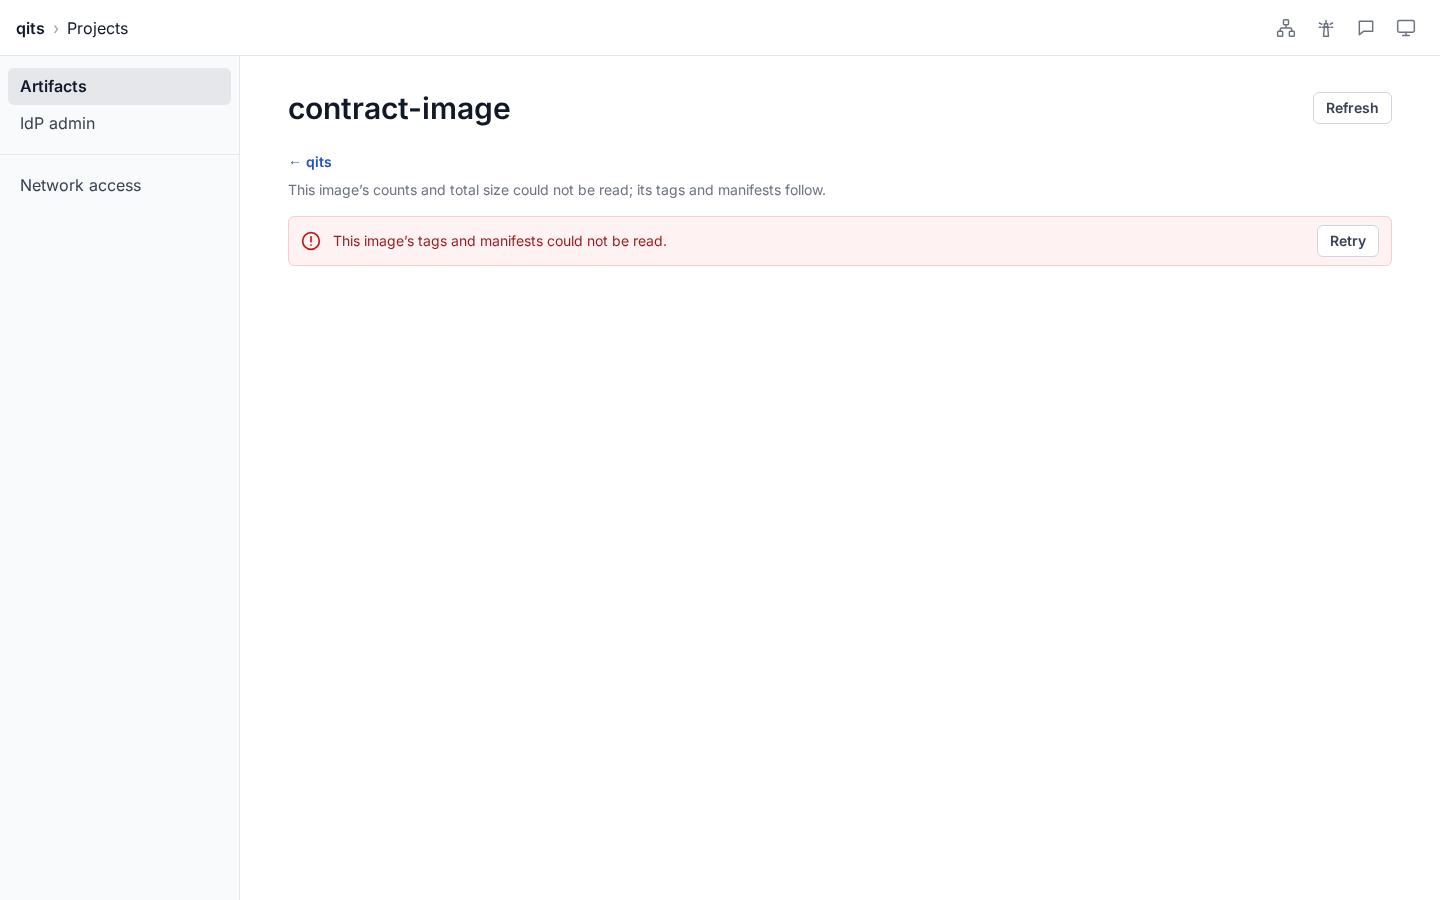 qits › Projects
Artifacts
IdP admin
Network access
contract-image
Refresh
← qits
This image’s counts and total size could not be read; its tags and manifests follow.
This image’s tags and manifests could not be read.
Retry